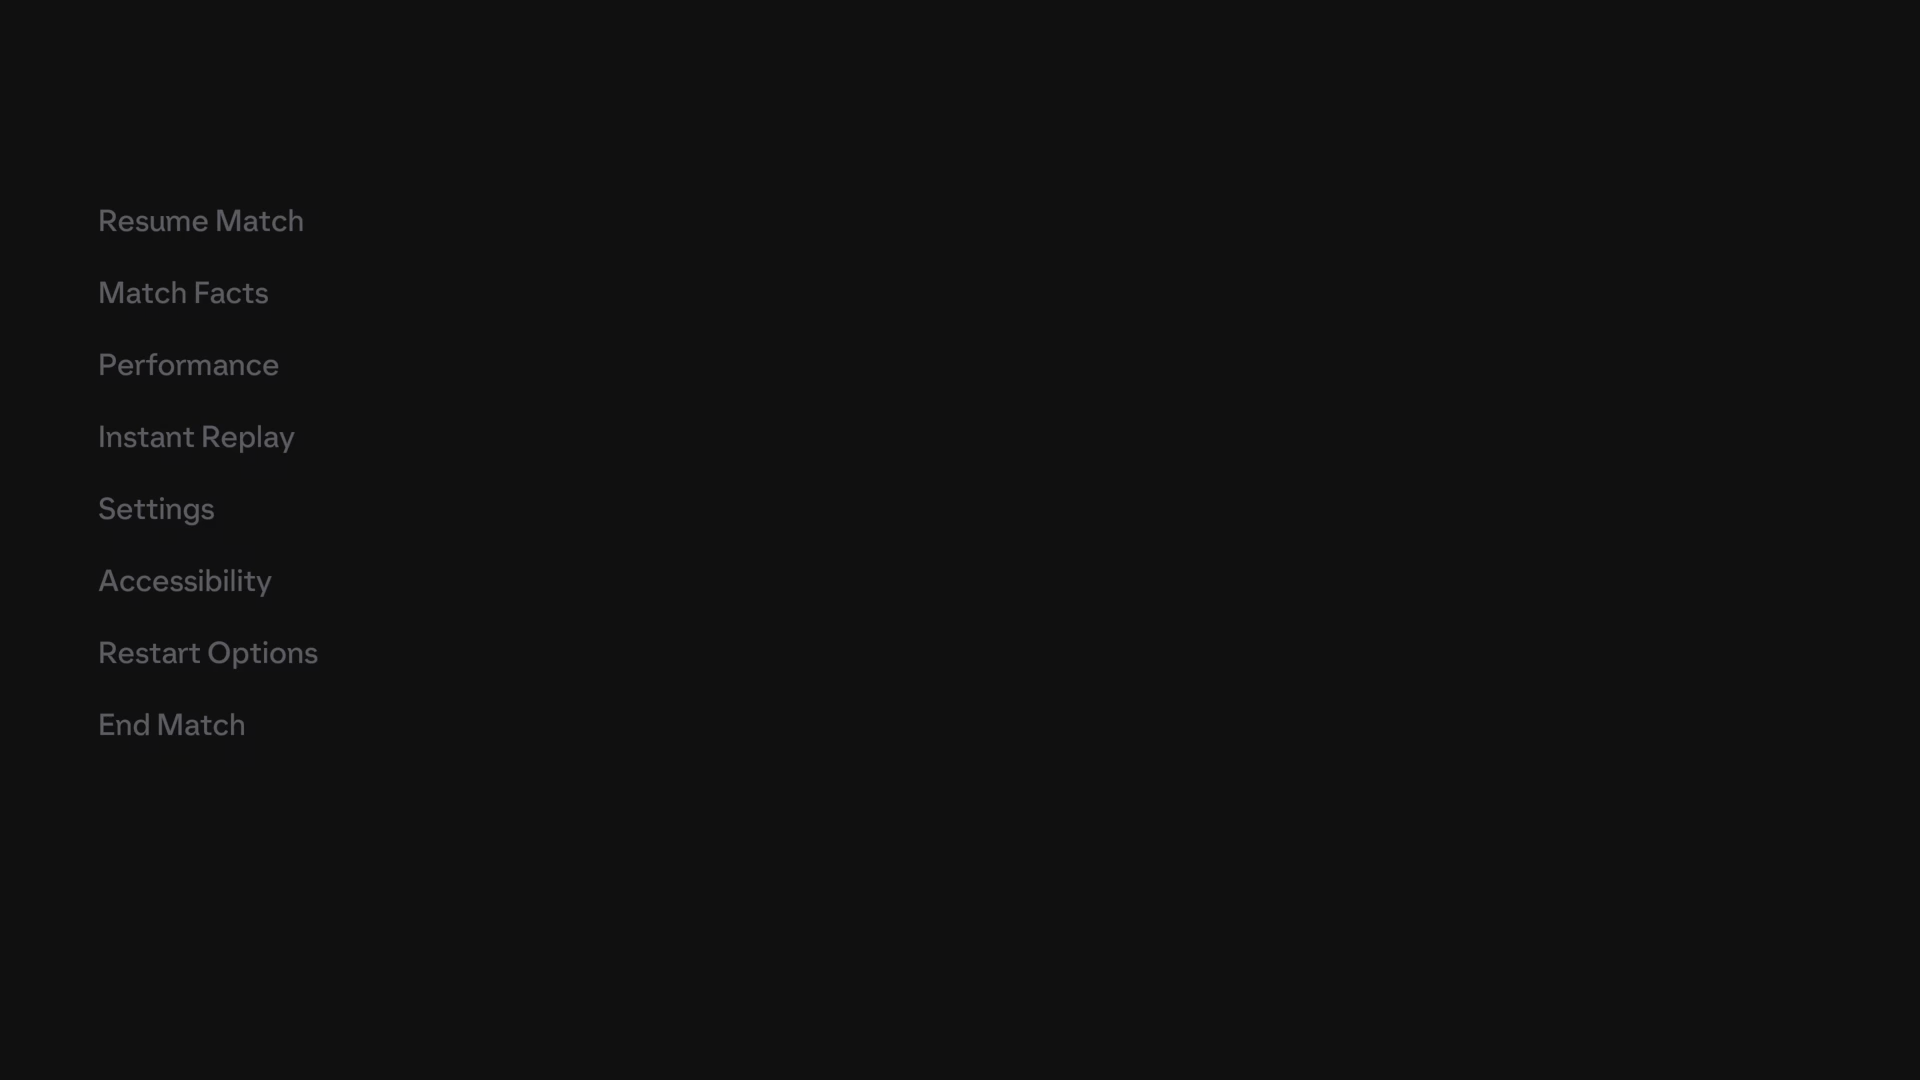 Resume Match
Match Facts
Performance
Instant Replay
Settings
Accessibility
Restart Options
End Match